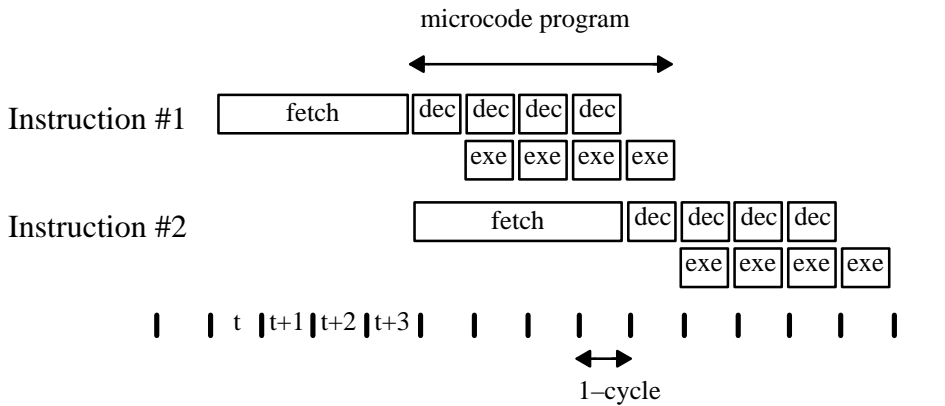 microcode program
Instruction #1 fetch dec dec dec dec
exe exe exe exe
Instruction #2 fetch dec dec dec dec
exe exe exe exe
t t+1 t+2 t+3
1–cycle